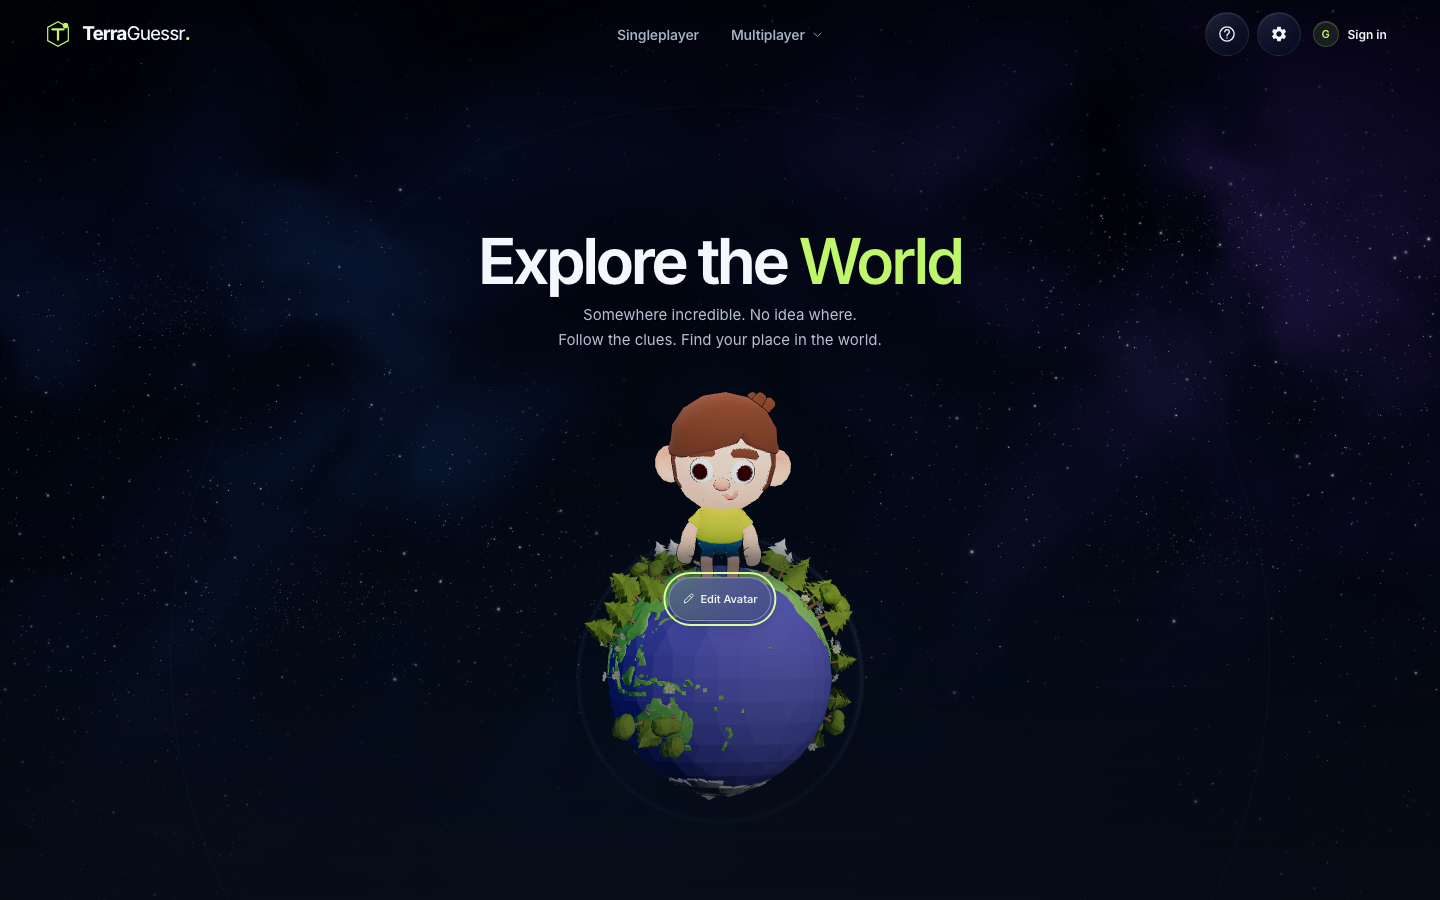 TerraGuessr.
Singleplayer
Multiplayer
G
Sign in
Explore the World
Somewhere incredible. No idea where.
Follow the clues. Find your place in the world.
Edit Avatar